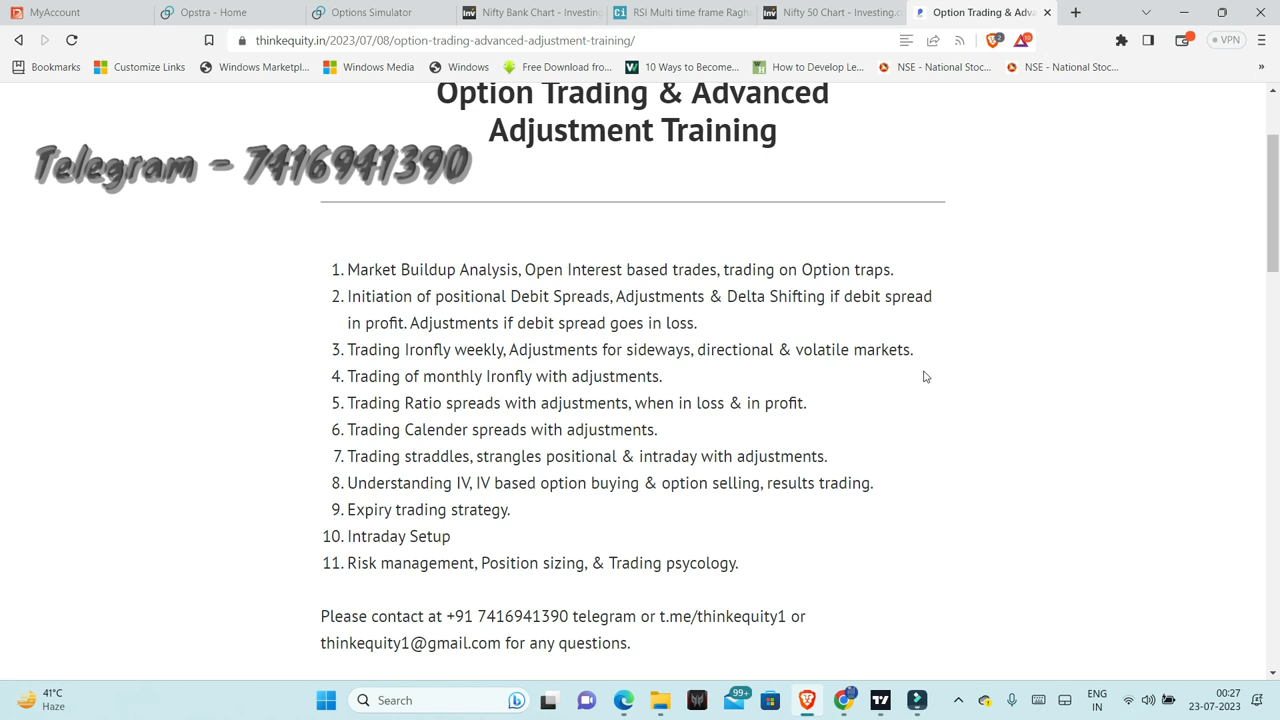 MyAccount
Opstra - Home
Options Simulator
Nifty Bank Chart - Investing
RSI Multi time frame Ragh
Nifty 50 Chart - Investing.c
Option Trading & Adva
thinkequity.in/2023/07/08/option-trading-advanced-adjustment-training/
2
10
VPN
Bookmarks
Customize Links
Windows Marketpl...
Windows Media
Windows
Free Download from...
10 Ways to Become...
How to Develop Le...
NSE - National Stoc...
NSE - National Stoc...
Option Trading & Advanced
Adjustment Training
Telegram - 7416941390
1. Market Buildup Analysis, Open Interest based trades, trading on Option traps.
2. Initiation of positional Debit Spreads, Adjustments & Delta Shifting if debit spread
in profit. Adjustments if debit spread goes in loss.
3. Trading Ironfly weekly, Adjustments for sideways, directional & volatile markets.
4. Trading of monthly Ironfly with adjustments.
5. Trading Ratio spreads with adjustments, when in loss & in profit.
6. Trading Calender spreads with adjustments.
7. Trading straddles, strangles positional & intraday with adjustments.
8. Understanding IV, IV based option buying & option selling, results trading.
9. Expiry trading strategy.
10. Intraday Setup
11. Risk management, Position sizing, & Trading psycology.
Please contact at +91 7416941390 telegram or t.me/thinkequity1 or
thinkequity1@gmail.com for any questions.
41°C
Haze
Search
99+
ENG
IN
00:27
23-07-2023